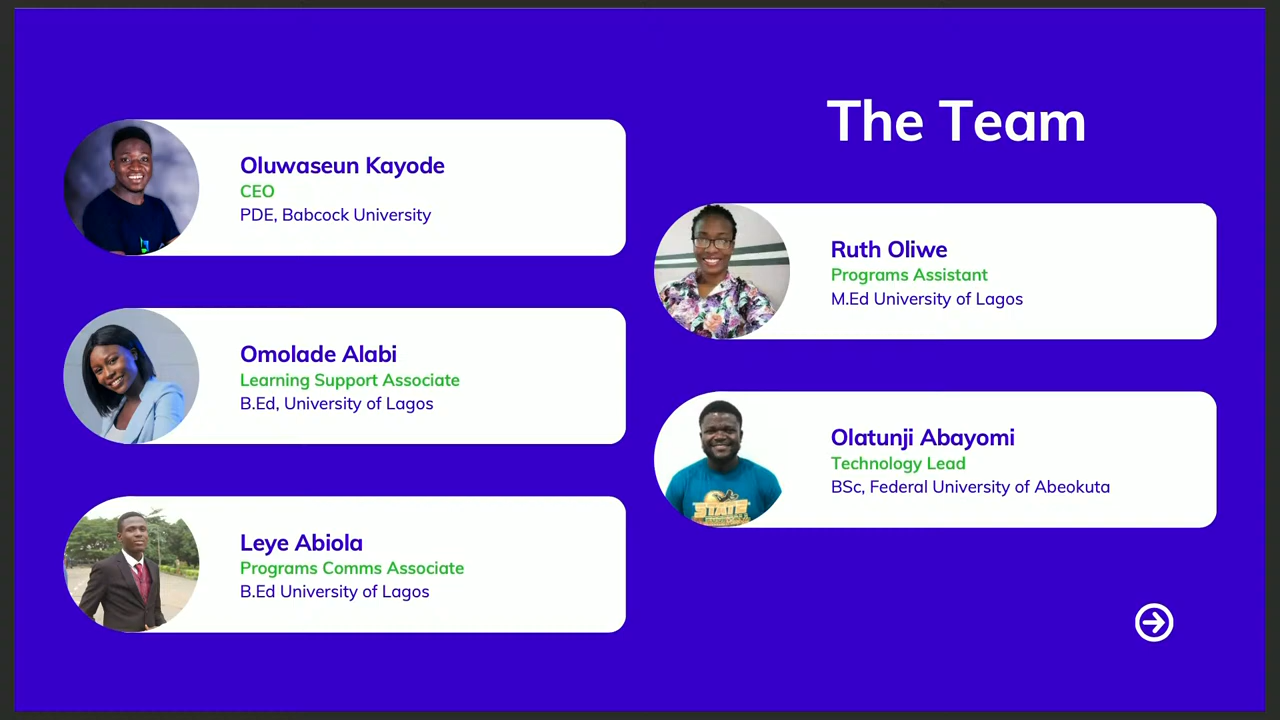 The Team
Oluwaseun Kayode
CEO
PDE, Babcock University
Omolade Alabi
Learning Support Associate
B.Ed, University of Lagos
Leye Abiola
Programs Comms Associate
B.Ed University of Lagos
Ruth Oliwe
Programs Assistant
M.Ed University of Lagos
Olatunji Abayomi
Technology Lead
BSc, Federal University of Abeokuta
STATE